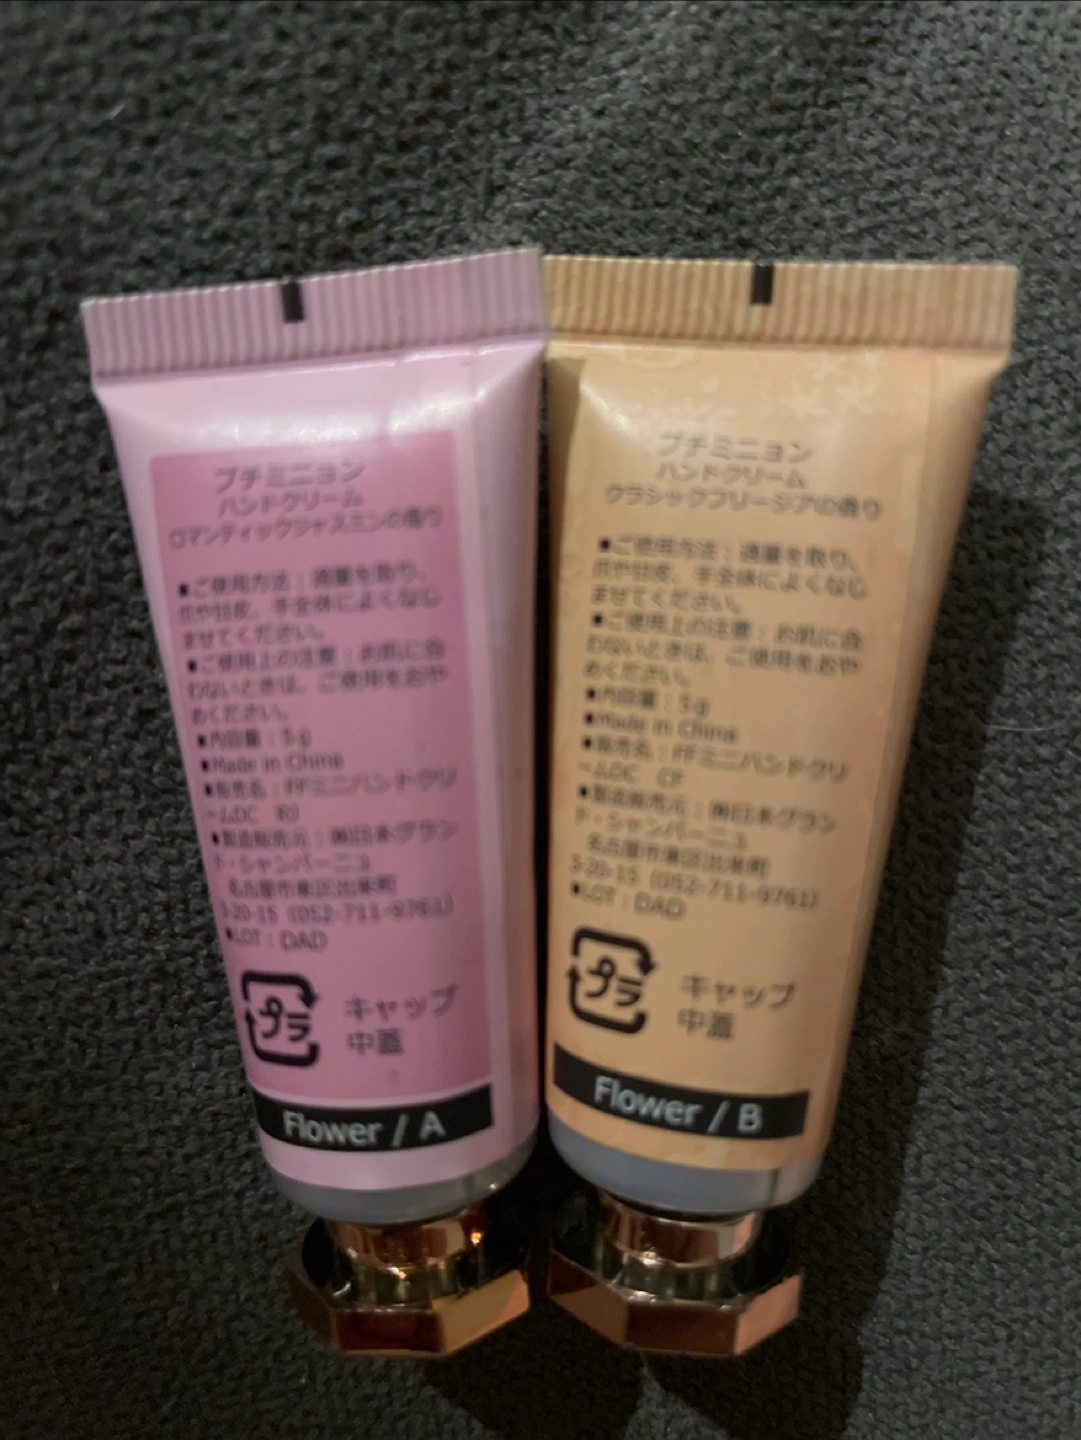 プチミニョン
ハンドクリーム
ロマンティックジャスミンの香り
■ご使用方法：適量を取り、
爪や甘皮、手全体によくなじ
ませてください。
■ご使用上の注意：お肌に合
わないときは、ご使用をおや
めください。
■内容量：5g
■Made in China
■販売名：FFミニハンドクリ
ームDC RJ
■製造販売元：㈱日本グラン
ド・シャンパーニュ
名古屋市東区出来町
3-20-15（052-711-9761）
■LOT：DAD
プラ
キャップ
中蓋
Flower / A
プチミニョン
ハンドクリーム
クラシックフリージアの香り
■ご使用方法：適量を取り、
爪や甘皮、手全体によくなじ
ませてください。
■ご使用上の注意：お肌に合
わないときは、ご使用をおや
めください。
■内容量：5g
■Made in China
■販売名：FFミニハンドクリ
ームDC CF
■製造販売元：㈱日本グラン
ド・シャンパーニュ
名古屋市東区出来町
3-20-15（052-711-9761）
■LOT：DAD
プラ
キャップ
中蓋
Flower / B